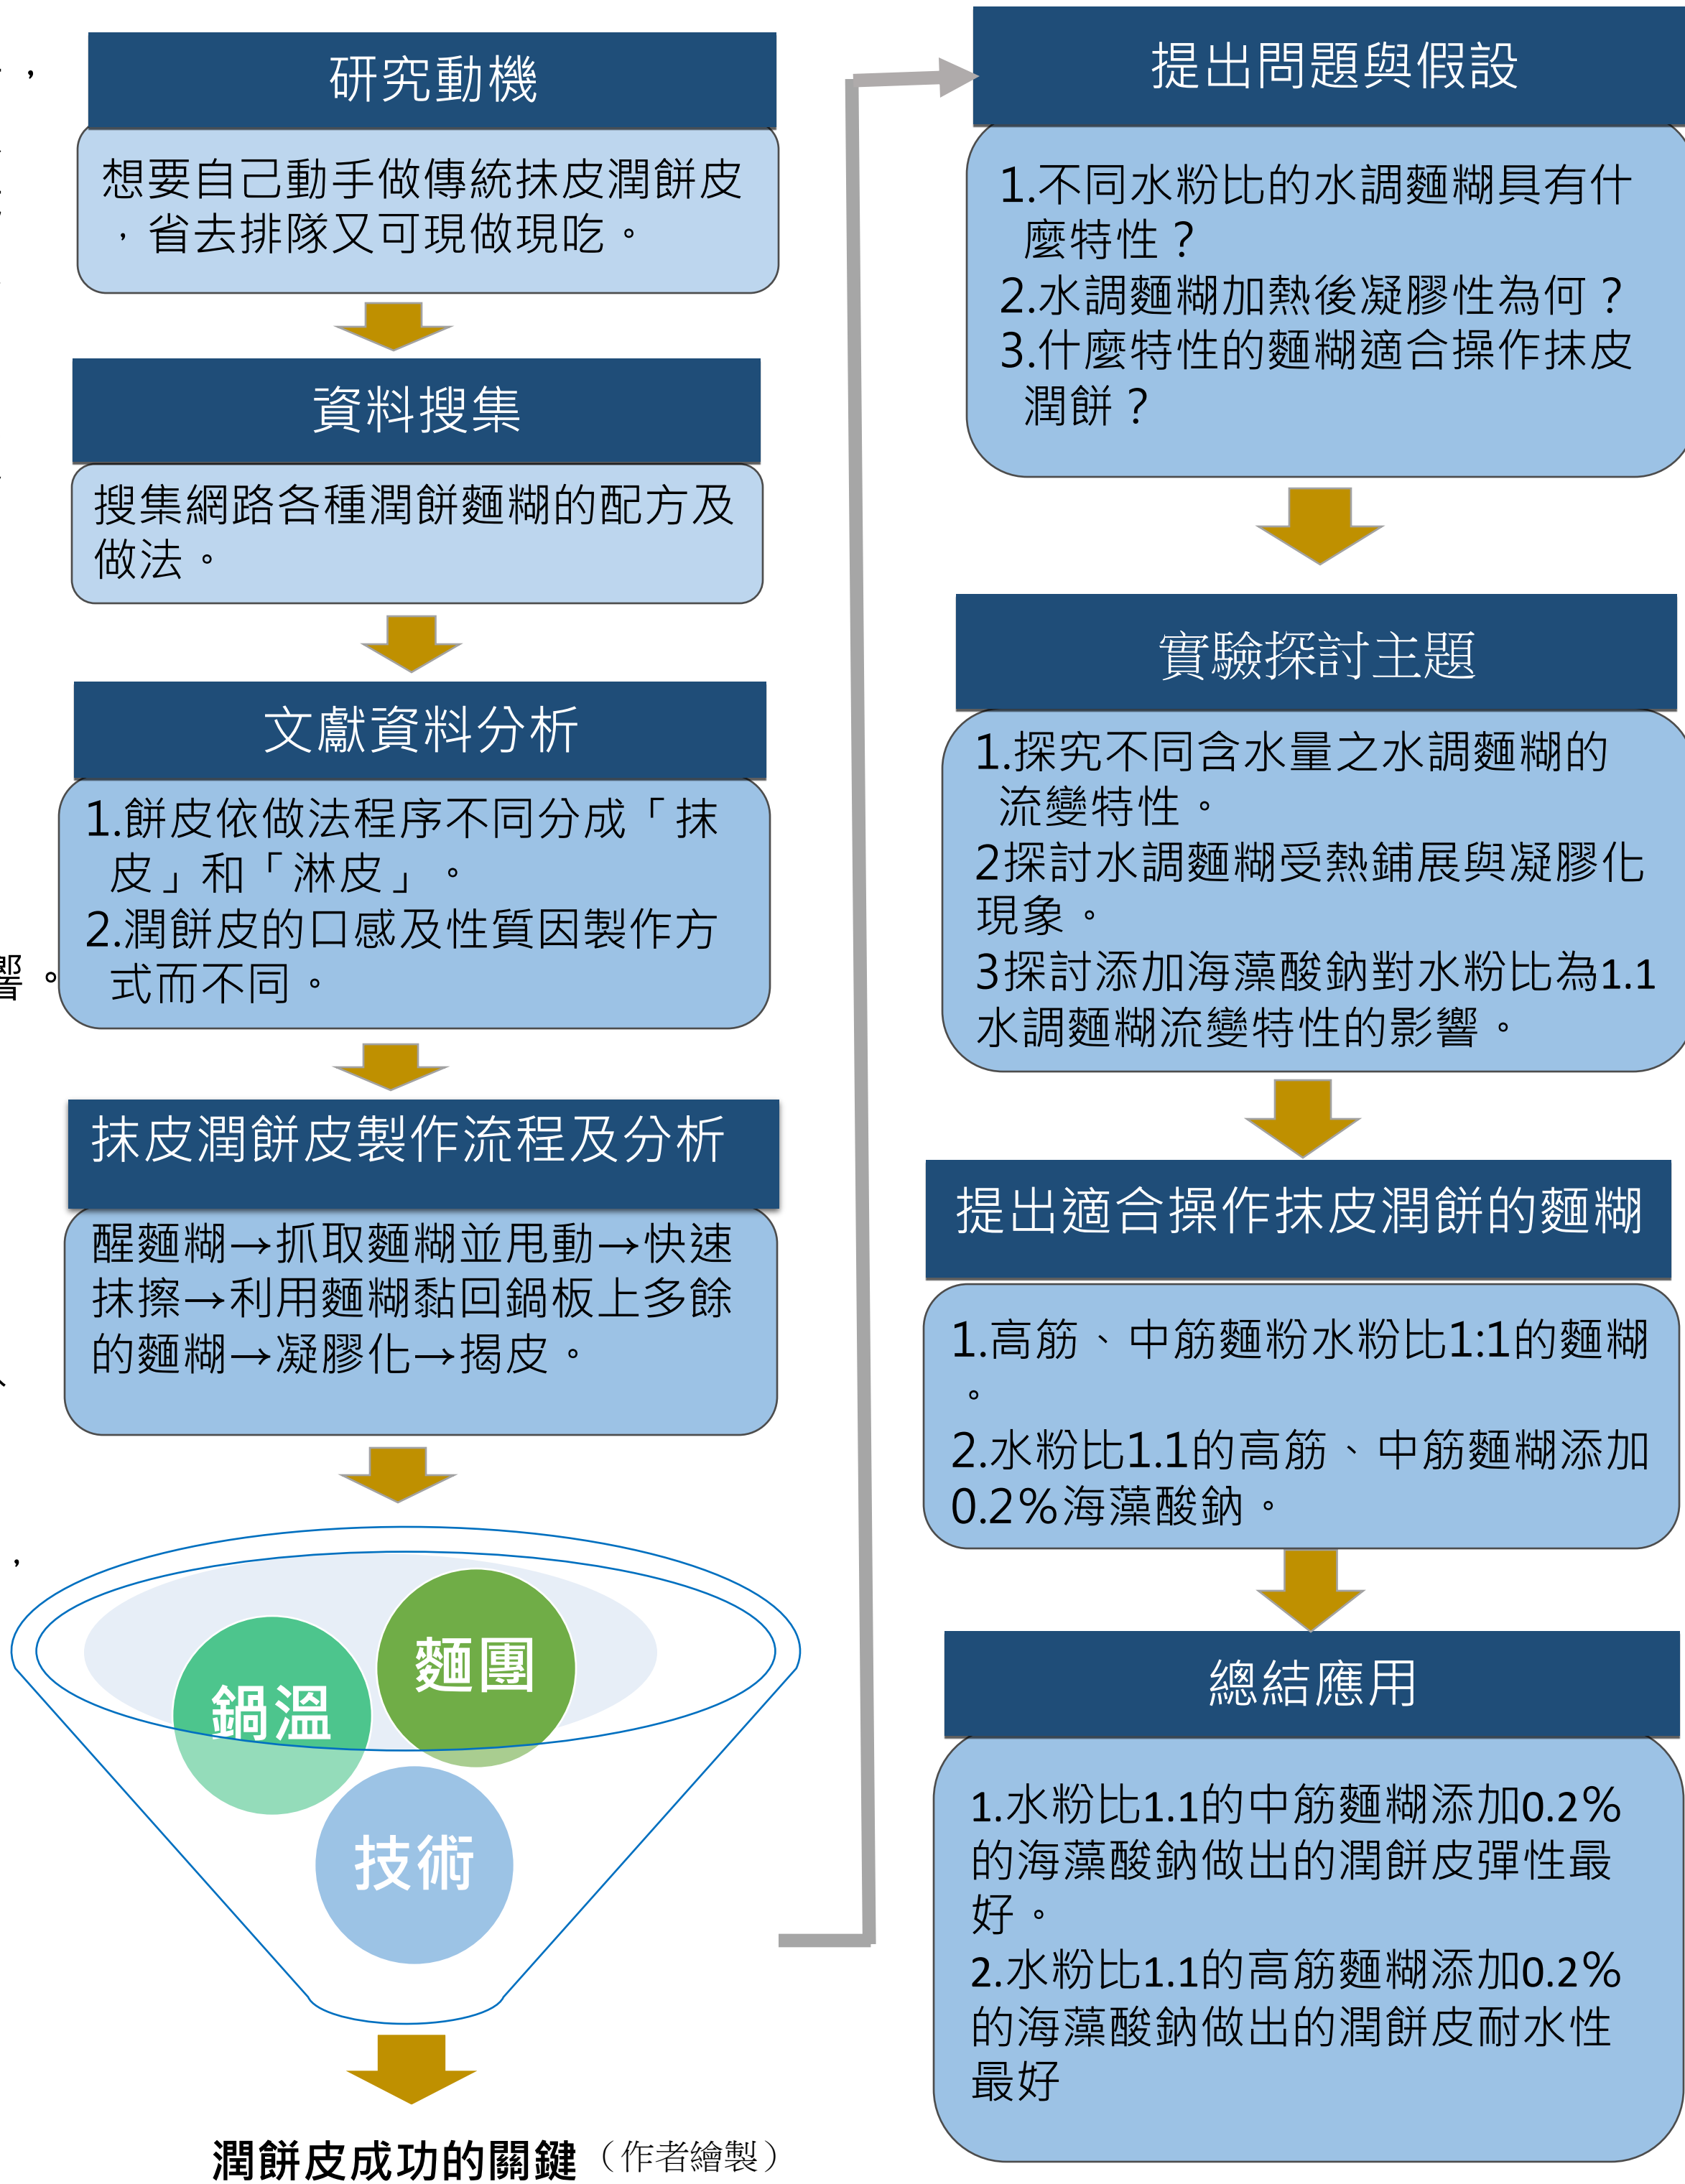 研究動機
想要自己動手做傳統抹皮潤餅皮
，省去排隊又可現做現吃。
資料搜集
搜集網路各種潤餅麵糊的配方及
做法。
文獻資料分析
1.餅皮依做法程序不同分成「抹
皮」和「淋皮」。
2.潤餅皮的口感及性質因製作方
式而不同。
響。
抹皮潤餅皮製作流程及分析
醒麵糊→抓取麵糊並甩動→快速
抹擦→利用麵糊黏回鍋板上多餘
的麵糊→凝膠化→揭皮。
麵團
鍋溫
技術
潤餅皮成功的關鍵（作者繪製）
提出問題與假設
1.不同水粉比的水調麵糊具有什
麼特性？
2.水調麵糊加熱後凝膠性為何？
3.什麼特性的麵糊適合操作抹皮
潤餅？
實驗探討主題
1.探究不同含水量之水調麵糊的
流變特性。
2探討水調麵糊受熱鋪展與凝膠化
現象。
3探討添加海藻酸鈉對水粉比為1.1
水調麵糊流變特性的影響。
提出適合操作抹皮潤餅的麵糊
1.高筋、中筋麵粉水粉比1:1的麵糊
。
2.水粉比1.1的高筋、中筋麵糊添加
0.2%海藻酸鈉。
總結應用
1.水粉比1.1的中筋麵糊添加0.2%
的海藻酸鈉做出的潤餅皮彈性最
好。
2.水粉比1.1的高筋麵糊添加0.2%
的海藻酸鈉做出的潤餅皮耐水性
最好